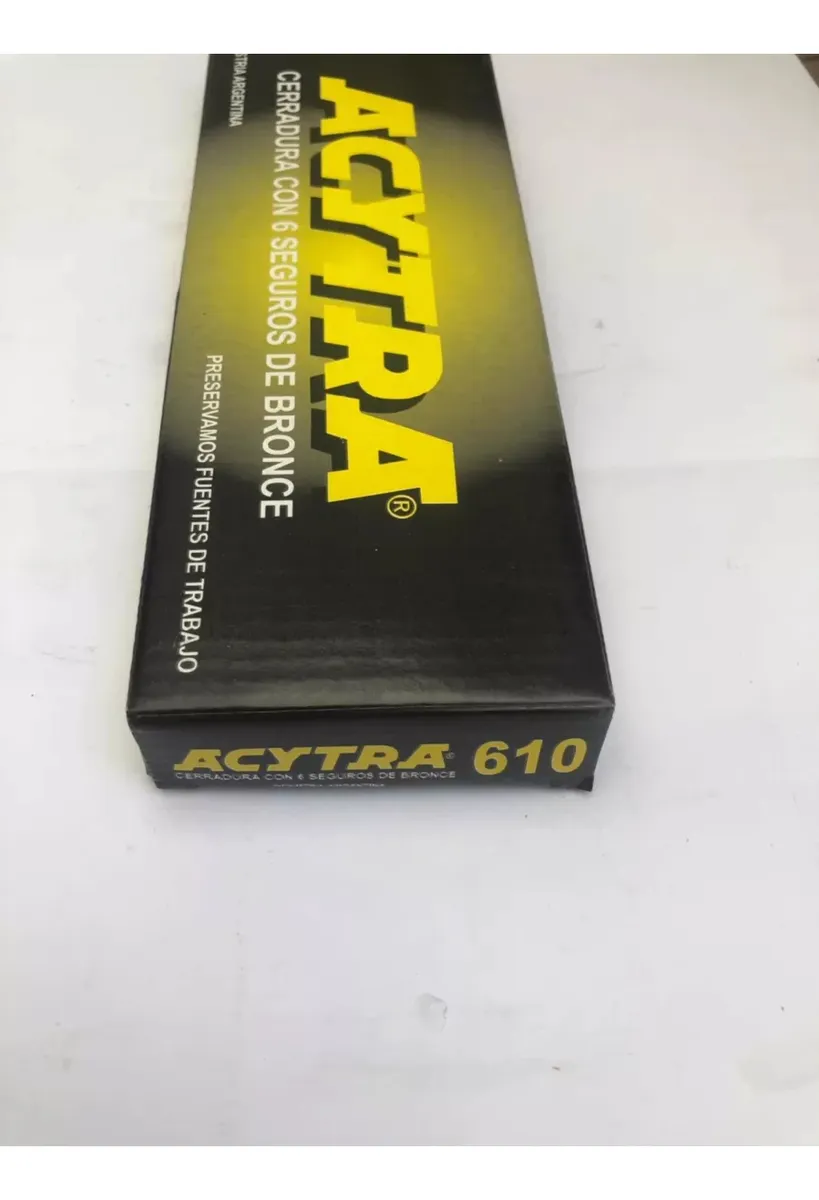 ACYTRA®
CERRADURA CON 6 SEGUROS DE BRONCE
STRIA ARGENTINA
PRESERVAMOS FUENTES DE TRABAJO
ACYTRA® 610
CERRADURA CON 6 SEGUROS DE BRONCE